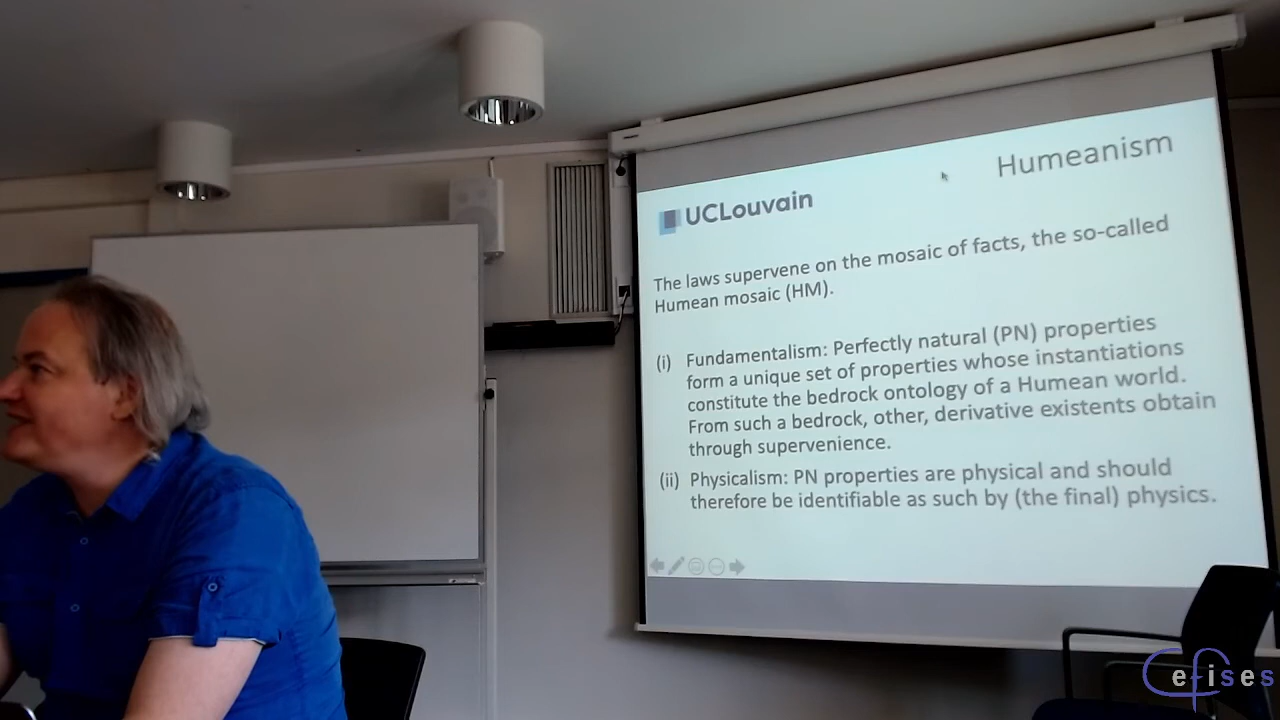 Humeanism
UCLouvain
The laws supervene on the mosaic of facts, the so-called
Humean mosaic (HM).
(i) Fundamentalism: Perfectly natural (PN) properties
form a unique set of properties whose instantiations
constitute the bedrock ontology of a Humean world.
From such a bedrock, other, derivative existents obtain
through supervenience.
(ii) Physicalism: PN properties are physical and should
therefore be identifiable as such by (the final) physics.
Cefises